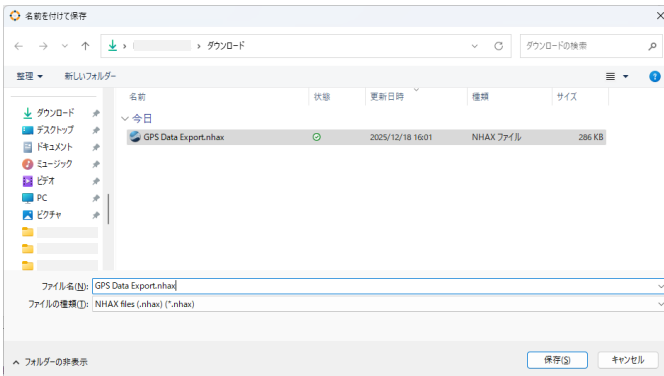 名前を付けて保存
ダウンロード
ダウンロードの検索
整理 新しいフォルダー
名前 状態 更新日時 種類 サイズ
ダウンロード
デスクトップ
ドキュメント
ミュージック
ビデオ
PC
ピクチャ
今日
GPS Data Export.nhax 2025/12/18 16:01 NHAX ファイル 286 KB
ファイル名(N): GPS Data Export.nhax
ファイルの種類(T): NHAX files (.nhax) (*.nhax)
フォルダーの非表示
保存(S) キャンセル